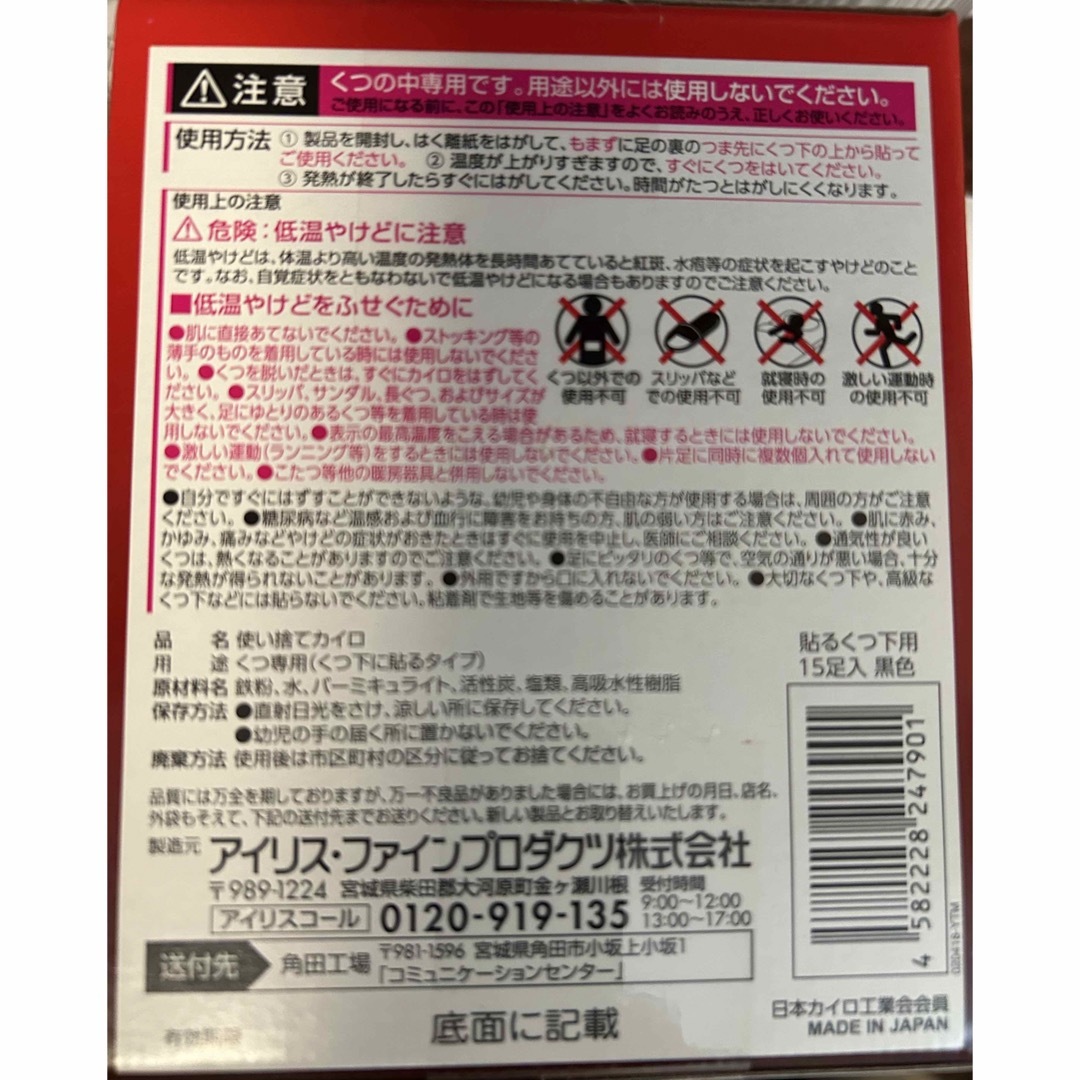 注意
くつの中専用です。用途以外には使用しないでください。
ご使用になる前に、この「使用上の注意」をよくお読みのうえ、正しくお使いください。
使用方法 ① 製品を開封し、はく離紙をはがして、もまずに足の裏のつま先にくつ下の上から貼って
ご使用ください。 ② 温度が上がりすぎますので、すぐにくつをはいてください。
③ 発熱が終了したらすぐにはがしてください。時間がたつとはがしにくくなります。
使用上の注意
危険：低温やけどに注意
低温やけどは、体温より高い温度の発熱体を長時間あてていると紅斑、水疱等の症状を起こすやけどのこと
です。なお、自覚症状をともなわないで低温やけどになる場合もありますのでご注意ください。
■低温やけどをふせぐために
●肌に直接あてないでください。●ストッキング等の
薄手のものを着用している時には使用しないでくださ
い。●くつを脱いだときは、すぐにカイロをはずしてく
ださい。●スリッパ、サンダル、長ぐつ、およびサイズが
大きく、足にゆとりのあるくつ等を着用している時は使
用しないでください。●表示の最高温度をこえる場合があるため、就寝するときには使用しないでください。
●激しい運動(ランニング等)をするときには使用しないでください。●片足に同時に複数個入れて使用しない
でください。●こたつ等他の暖房器具と併用しないでください。
くつ以外での
使用不可
スリッパなど
での使用不可
就寝時の
使用不可
激しい運動時
の使用不可
●自分ですぐにはずすことができないような、幼児や身体の不自由な方が使用する場合は、周囲の方がご注意
ください。●糖尿病など温感および血行に障害をお持ちの方、肌の弱い方はご注意ください。●肌に赤み、
かゆみ、痛みなどやけどの症状がおきたときはすぐに使用を中止し、医師にご相談ください。●通気性が良い
くつは、熱くなることがありますのでご注意ください。●足にピッタリのくつ等で、空気の通りが悪い場合、十分
な発熱が得られないことがあります。●外用ですから口に入れないでください。●大切なくつ下や、高級な
くつ下などには貼らないでください。粘着剤で生地等を傷めることがあります。
品　名 使い捨てカイロ
用　途 くつ専用(くつ下に貼るタイプ)
原材料名 鉄粉、水、バーミキュライト、活性炭、塩類、高吸水性樹脂
保存方法 ●直射日光をさけ、涼しい所に保存してください。
●幼児の手の届く所に置かないでください。
廃棄方法 使用後は市区町村の区分に従ってお捨てください。
貼るくつ下用
15足入 黒色
品質には万全を期しておりますが、万一不良品がありました場合には、お買上げの月日、店名、
外袋もそえて、下記の送付先までお送りください。新しい製品とお取り替えいたします。
製造元 アイリス・ファインプロダクツ株式会社
〒989-1224 宮城県柴田郡大河原町金ヶ瀬川根
アイリスコール 0120-919-135
受付時間
9:00～12:00
13:00～17:00
送付先
角田工場
〒981-1596 宮城県角田市小坂上小坂1
「コミュニケーションセンター」
4 582228 247901
020418-YTM
有効期限
底面に記載
日本カイロ工業会会員
MADE IN JAPAN